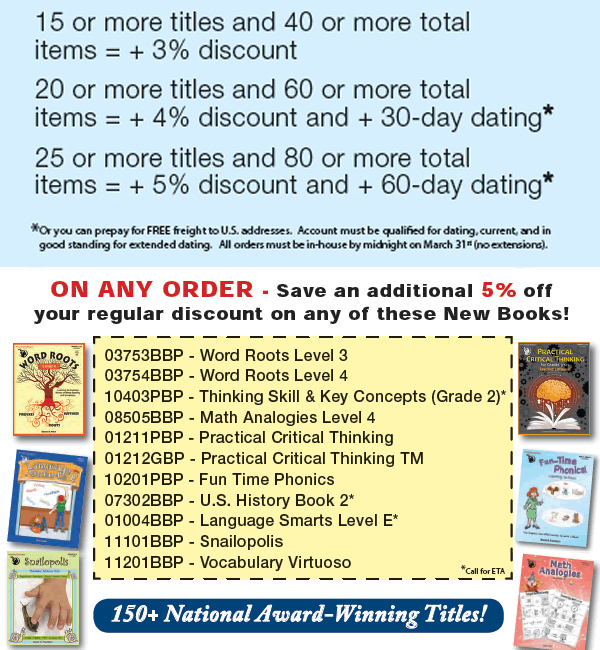 15 or more titles and 40 or more total
items = + 3% discount
20 or more titles and 60 or more total
items = + 4% discount and + 30-day dating*
25 or more titles and 80 or more total
items = + 5% discount and + 60-day dating*
*Or you can prepay for FREE freight to U.S. addresses. Account must be qualified for dating, current, and in
good standing for extended dating. All orders must be in-house by midnight on March 31st (no extensions).
ON ANY ORDER - Save an additional 5% off
your regular discount on any of these New Books!
WORD ROOTS
PREFIXES
SUFFIXES
ROOTS
Snailopolis
03753BBP - Word Roots Level 3
03754BBP - Word Roots Level 4
10403PBP - Thinking Skill & Key Concepts (Grade 2)*
08505BBP - Math Analogies Level 4
01211PBP - Practical Critical Thinking
01212GBP - Practical Critical Thinking TM
10201PBP - Fun Time Phonics
07302BBP - U.S. History Book 2*
01004BBP - Language Smarts Level E*
11101BBP - Snailopolis
11201BBP - Vocabulary Virtuoso
*Call for ETA
PRACTICAL
CRITICAL THINKING
Fun-Time
Phonics!
Math
Analogies
150+ National Award-Winning Titles!